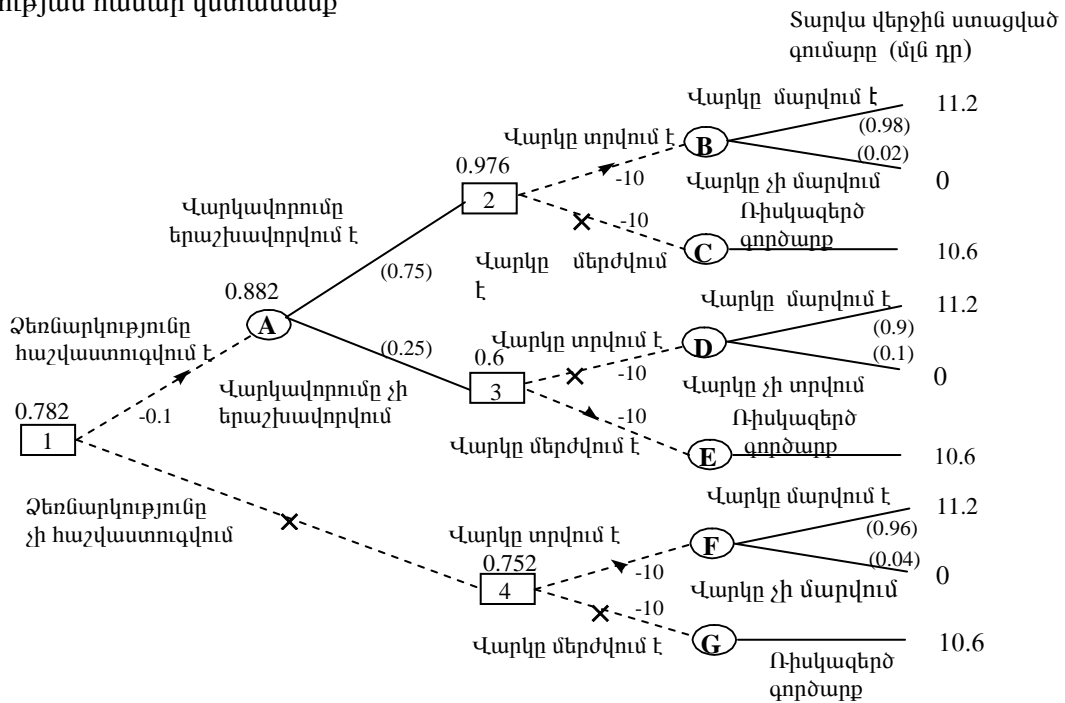 ության համար կստանանք
Տարվա վերջին ստացված
գումարը (մլն դր)
Վարկը մարվում է
11.2
(0.98)
Վարկը տրվում է
B
(0.02)
0.976
-10
0
2
Վարկը չի մարվում
Վարկավորումը
երաշխավորվում է
-10
Ռիսկազերծ
գործարք
C
10.6
Վարկը մերժվում
է
(0.75)
0.882
A
Վարկը մարվում է
11.2
Ձեռնարկությունը
հաշվաստուգվում է
(0.9)
Վարկը տրվում է
D
(0.25)
0.6
(0.1)
-10
0
3
Վարկավորումը չի
երաշխավորվում
Վարկը չի տրվում
0.782
-0.1
-10
1
Վարկը մերժվում է
Ռիսկազերծ
գործարք
E
10.6
Վարկը մարվում է
11.2
Ձեռնարկությունը
չի հաշվաստուգվում
(0.96)
Վարկը տրվում է
F
0.752
(0.04)
-10
0
4
Վարկը չի մարվում
-10
Վարկը մերժվում է
G
10.6
Ռիսկազերծ
գործարք